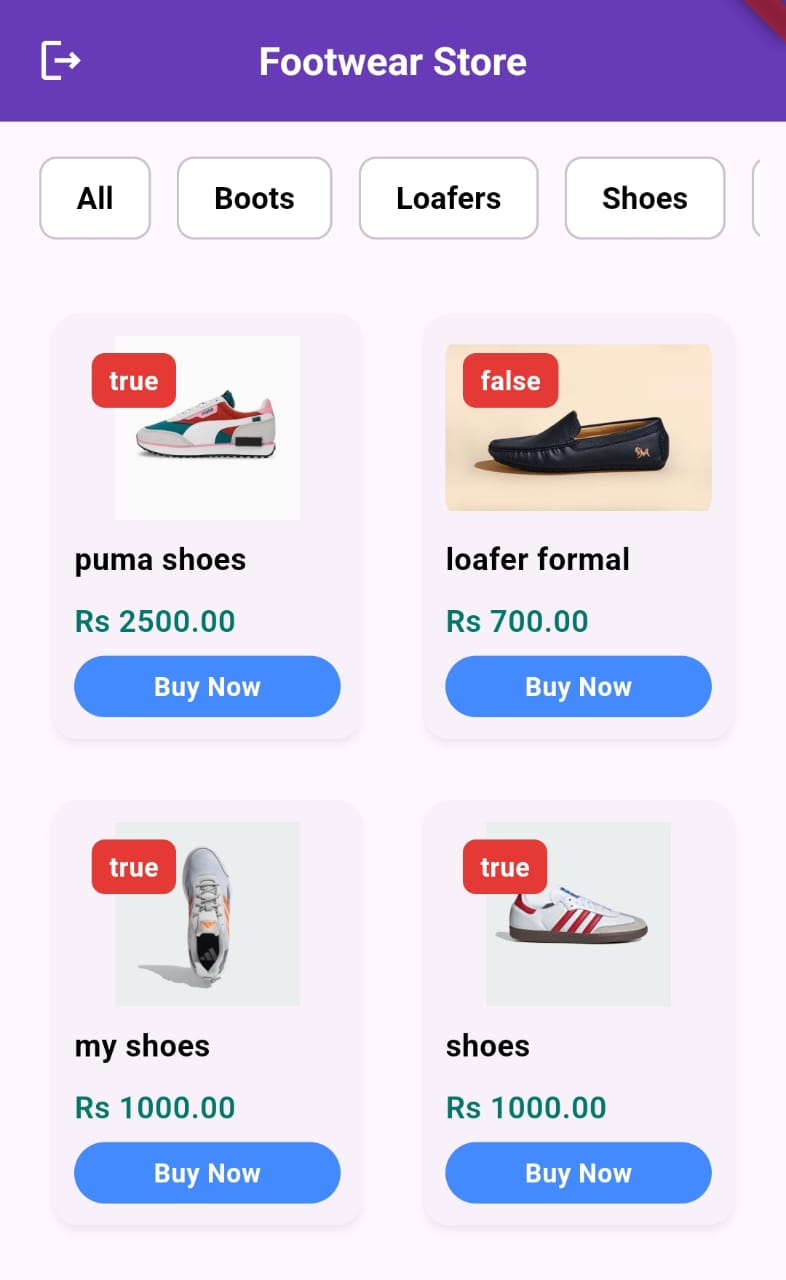 Footwear Store
All Boots Loafers Shoes
true false
puma shoes loafer formal
Rs 2500.00 Rs 700.00
Buy Now Buy Now
true true
my shoes shoes
Rs 1000.00 Rs 1000.00
Buy Now Buy Now